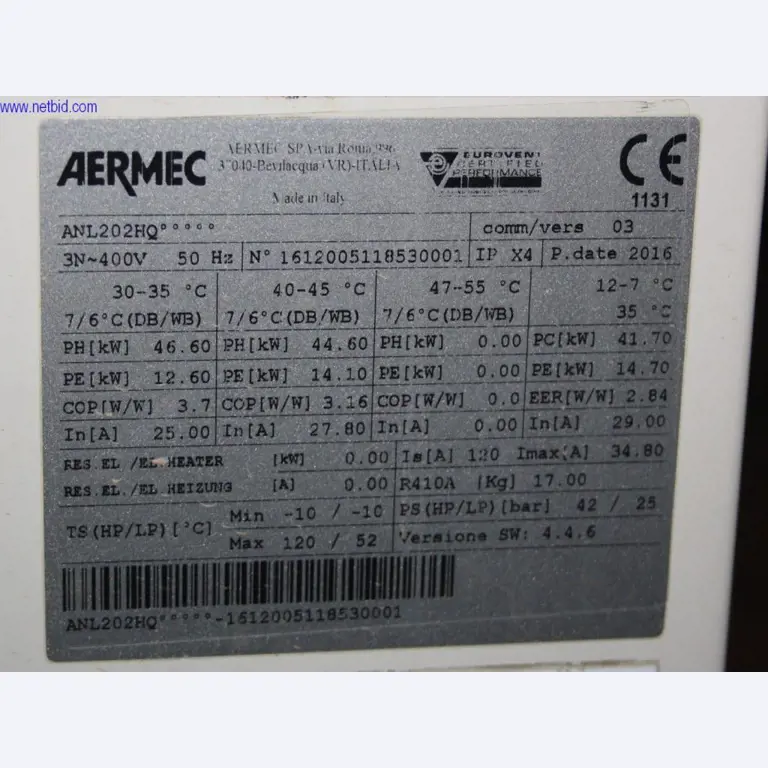 www.netbid.com
AERMEC
AERMEC SPA-via Roma,996
37040-Bevilacqua (VR)-ITALIA
Made in Italy
EUROVENT
CERTIFIED
PERFORMANCE
CE
1131
ANL202HQ°°°°° comm/vers 03
3N~400V 50 Hz N° 1612005118530001 IP X4 P.date 2016
30-35 °C 40-45 °C 47-55 °C 12-7 °C
7/6°C(DB/WB) 7/6°C(DB/WB) 7/6°C(DB/WB) 35 °C
PH[kW] 46.60 PH[kW] 44.60 PH[kW] 0.00 PC[kW] 41.70
PE[kW] 12.60 PE[kW] 14.10 PE[kW] 0.00 PE[kW] 14.70
COP[W/W] 3.7 COP[W/W] 3.16 COP[W/W] 0.0 EER[W/W] 2.84
In[A] 25.00 In[A] 27.80 In[A] 0.00 In[A] 29.00
RES.EL./EL.HEATER [kW] 0.00 Is[A] 120 Imax[A] 34.80
RES.EL./EL HEIZUNG [A] 0.00 R410A [Kg] 17.00
TS(HP/LP)[°C] Min -10 / -10 PS(HP/LP)[bar] 42 / 25
Max 120 / 52 Versione SW: 4.4.6
ANL202HQ°°°°°-1612005118530001